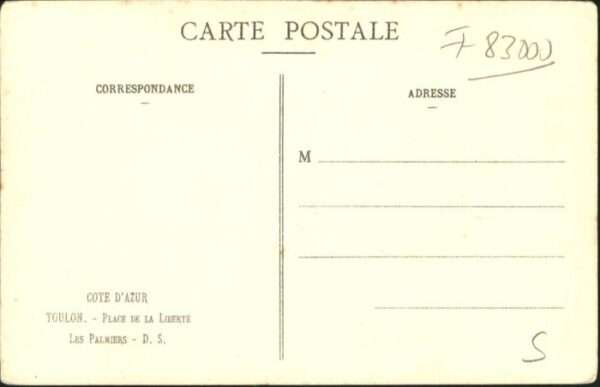 CARTE POSTALE
F 83000
CORRESPONDANCE
ADRESSE
M
COTE D'AZUR
TOULON. - PLACE DE LA LIBERTÉ
LES PALMIERS - D. S.
S